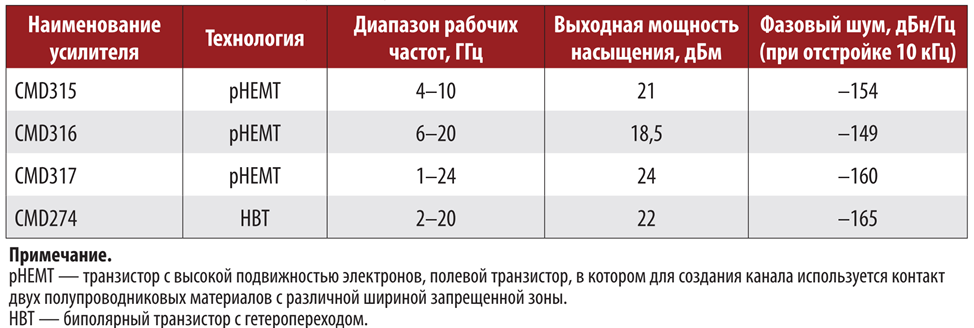 Наименование усилителя Технология Диапазон рабочих частот, ГГц Выходная мощность насыщения, дБм Фазовый шум, дБн/Гц (при отстройке 10 кГц)
CMD315 pHEMT 4–10 21 –154
CMD316 pHEMT 6–20 18,5 –149
CMD317 pHEMT 1–24 24 –160
CMD274 HBT 2–20 22 –165
Примечание.
pHEMT — транзистор с высокой подвижностью электронов, полевой транзистор, в котором для создания канала используется контакт
двух полупроводниковых материалов с различной шириной запрещенной зоны.
HBT — биполярный транзистор с гетеропереходом.